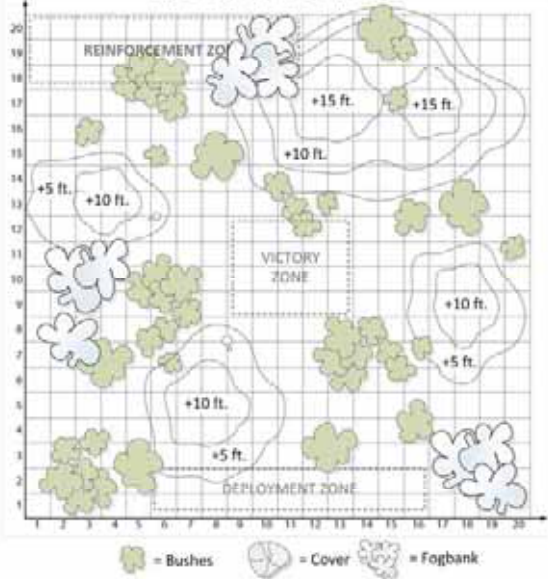 20
19
18
17
16
15
14
13
12
11
10
9
8
7
6
5
4
3
2
1
REINFORCEMENT
+15 ft. +15 ft.
+10 ft.
+5 ft. +10 ft.
VICTORY
ZONE
+10 ft.
+5 ft.
+10 ft.
+5 ft.
DEPLOYMENT ZONE
1 2 3 4 5 6 7 8 9 10 11 12 13 14 15 16 17 18 19 20
= Bushes = Cover = Fogbank